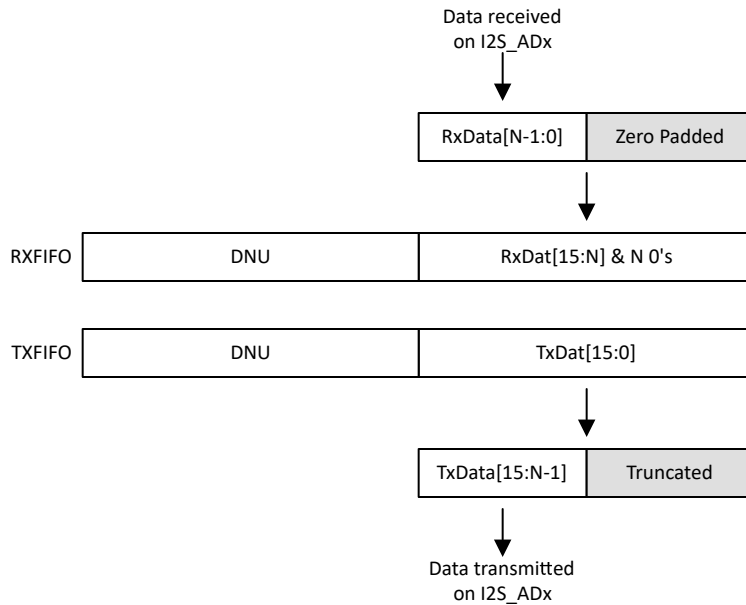 Data received
on I2S_ADx
RxData[N-1:0] Zero Padded
RXFIFO DNU RxDat[15:N] & N 0's
TXFIFO DNU TxDat[15:0]
TxData[15:N-1] Truncated
Data transmitted
on I2S_ADx